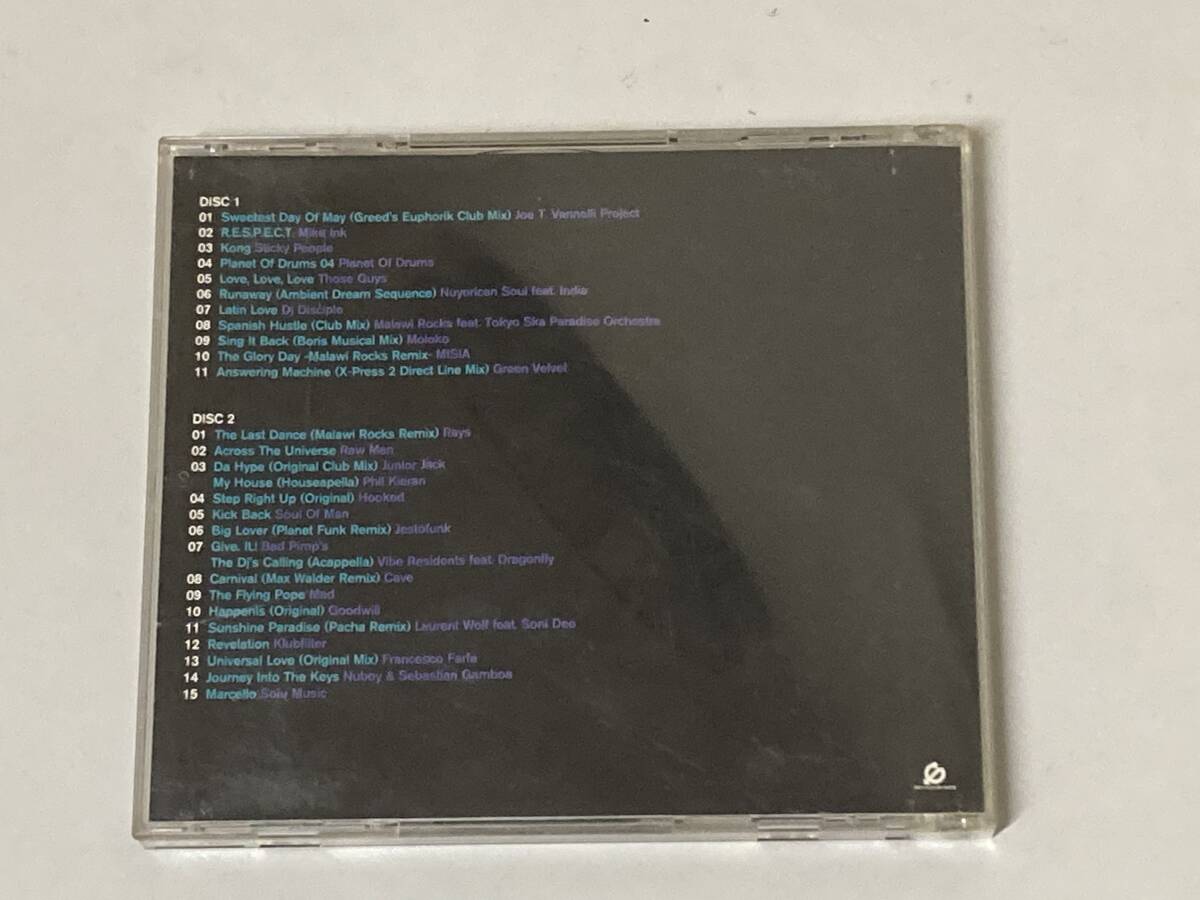 DISC 1
01 Sweetest Day Of May (Greed's Euphorik Club Mix) Joe T. Vannelli Project
02 R.E.S.P.E.C.T. Mike Ink
03 Kong Sticky People
04 Planet Of Drums 04 Planet Of Drums
05 Love, Love, Love Those Guys
06 Runaway (Ambient Dream Sequence) Nuyorican Soul feat. India
07 Latin Love Dj Disciple
08 Spanish Hustle (Club Mix) Malawi Rocks feat. Tokyo Ska Paradise Orchestra
09 Sing It Back (Boris Musical Mix) Moloko
10 The Glory Day -Malawi Rocks Remix- MISIA
11 Answering Machine (X-Press 2 Direct Line Mix) Green Velvet
DISC 2
01 The Last Dance (Malawi Rocks Remix) Rays
02 Across The Universe Raw Man
03 Da Hype (Original Club Mix) Junior Jack
My House (Houseapella) Phil Kieran
04 Step Right Up (Original) Hooked
05 Kick Back Soul Of Man
06 Big Lover (Planet Funk Remix) Jestofunk
07 Give. It.! Bad Pimp's
The Dj's Calling (Acappella) Vibe Residents feat. Dragonfly
08 Carnival (Max Walder Remix) Cave
09 The Flying Pope Mad
10 Happenis (Original) Goodwill
11 Sunshine Paradise (Pacha Remix) Laurent Wolf feat. Soni Dee
12 Revelation Klubfiller
13 Universal Love (Original Mix) Francesco Farfa
14 Journey Into The Keys Nuboy & Sebastian Gamboa
15 Marcello Solu Music